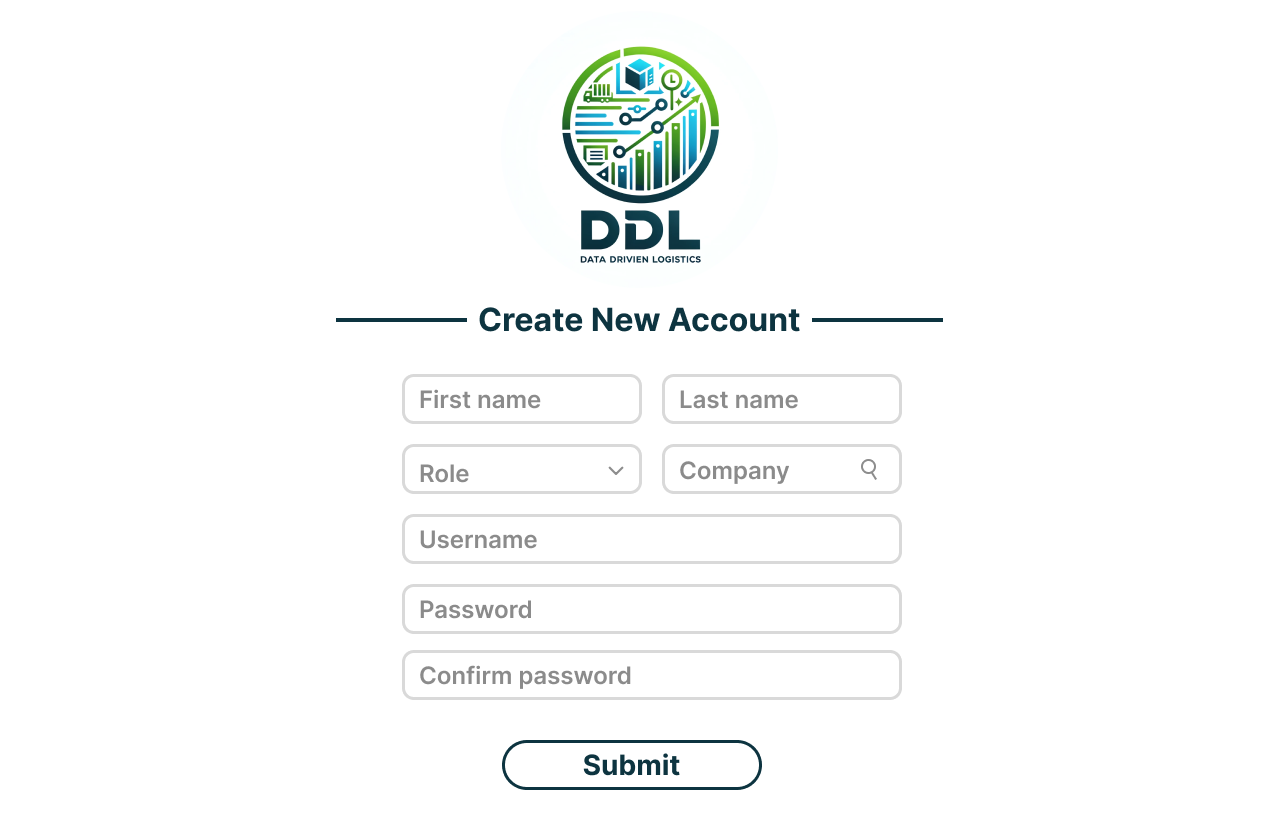 DDL
DATA DRIVIEN LOGISTICS
Create New Account
First name
Last name
Role
Company
Username
Password
Confirm password
Submit